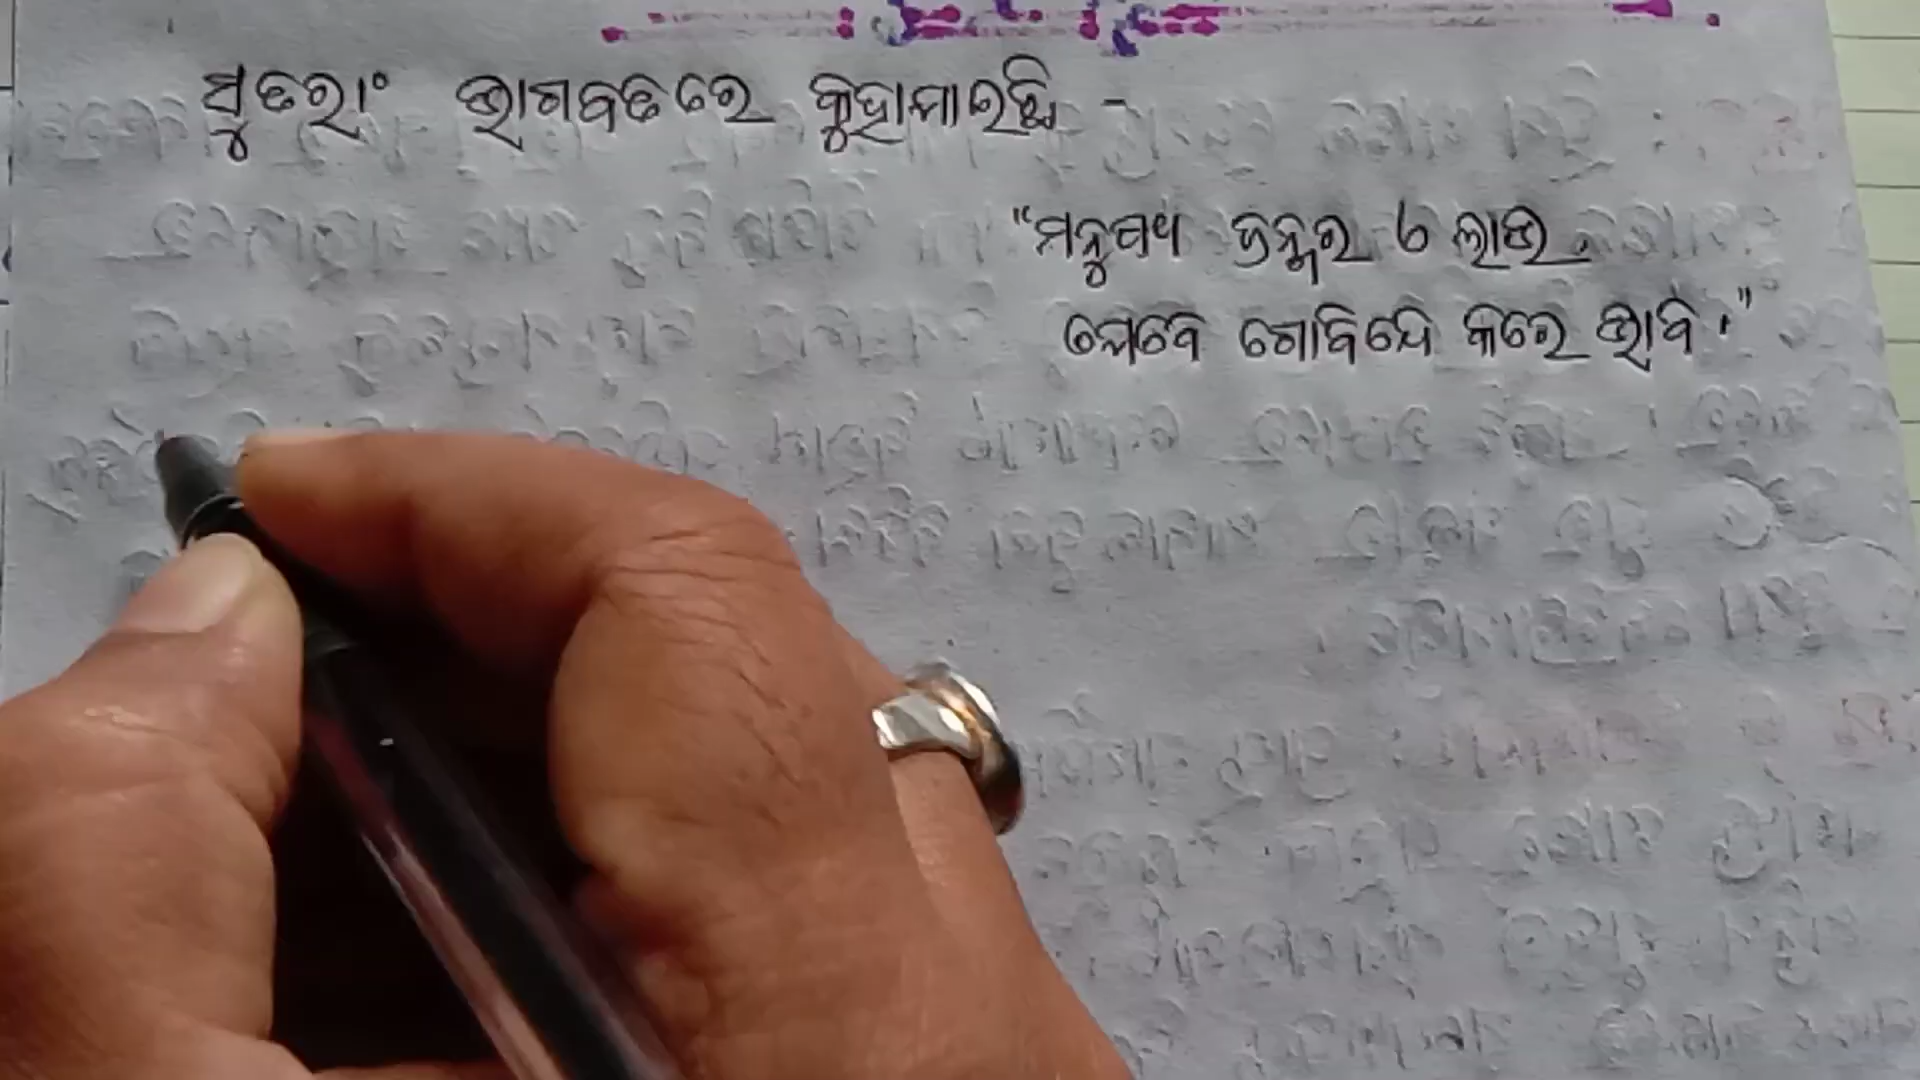 ସୁତରାଂ ଭାଗବତରେ କୁହାଯାଇଛି -
"ମନୁଷ୍ୟ ଜନ୍ମର ଏ ଲାଭ
ଯେବେ ଗୋବିନ୍ଦେ କରେ ଭାବ।"